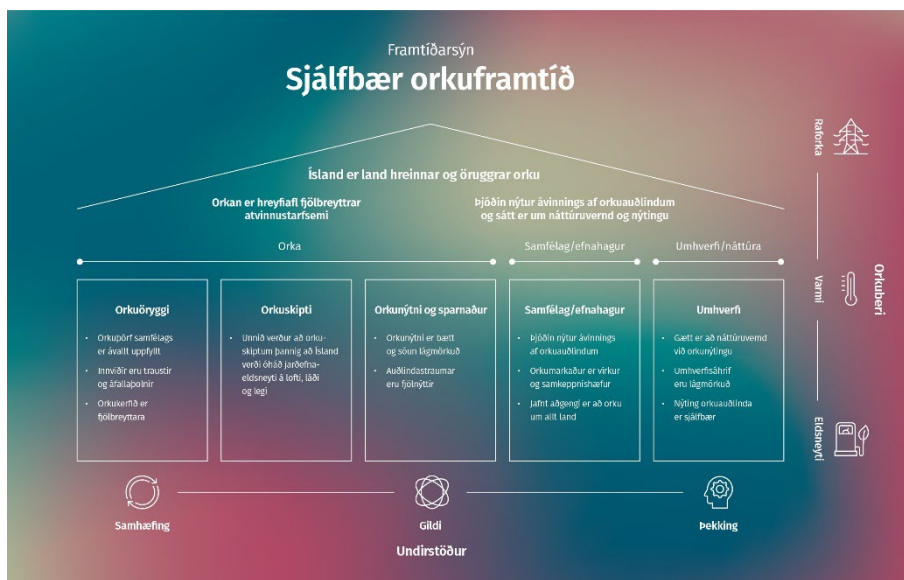 Framtíðarsýn
Sjálfbær orkuframtíð
Ísland er land hreinnar og öruggrar orku
Orkan er hreyfiafl fjölbreyttrar
atvinnustarfsemi
Þjóðin nýtur ávinnings af orkuauðlindum
og sátt er um náttúruvernd og nýtingu
Orka
Samfélag/efnahagur
Umhverfi/náttúra
Orkuöryggi
• Orkuþörf samfélags
er ávallt uppfyllt
• Innviðir eru traustir
og áfallaþolnir
• Orkukerfið er
fjölbreyttara
Orkuskipti
• Unnið verður að orku-
skiptum þannig að Ísland
verði óháð jarðefna-
eldsneyti á lofti, láði
og legi
Orkunýtni og sparnaður
• Orkunýtni er bætt
og sóun lágmörkuð
• Auðlindastraumar
eru fjölnýttir
Samfélag/efnahagur
• Þjóðin nýtur ávinnings
af orkuauðlindum
• Orkumarkaður er virkur
og samkeppnishæfur
• Jafnt aðgengi er að orku
um allt land
Umhverfi
• Gætt er að náttúruvernd
við orkunýtingu
• Umhverfisáhrif
eru lágmörkuð
• Nýting orkuauðlinda
er sjálfbær
Samhæfing
Gildi
Þekking
Undirstöður
Raforka
Varmi
Eldsneyti
Orkuberi